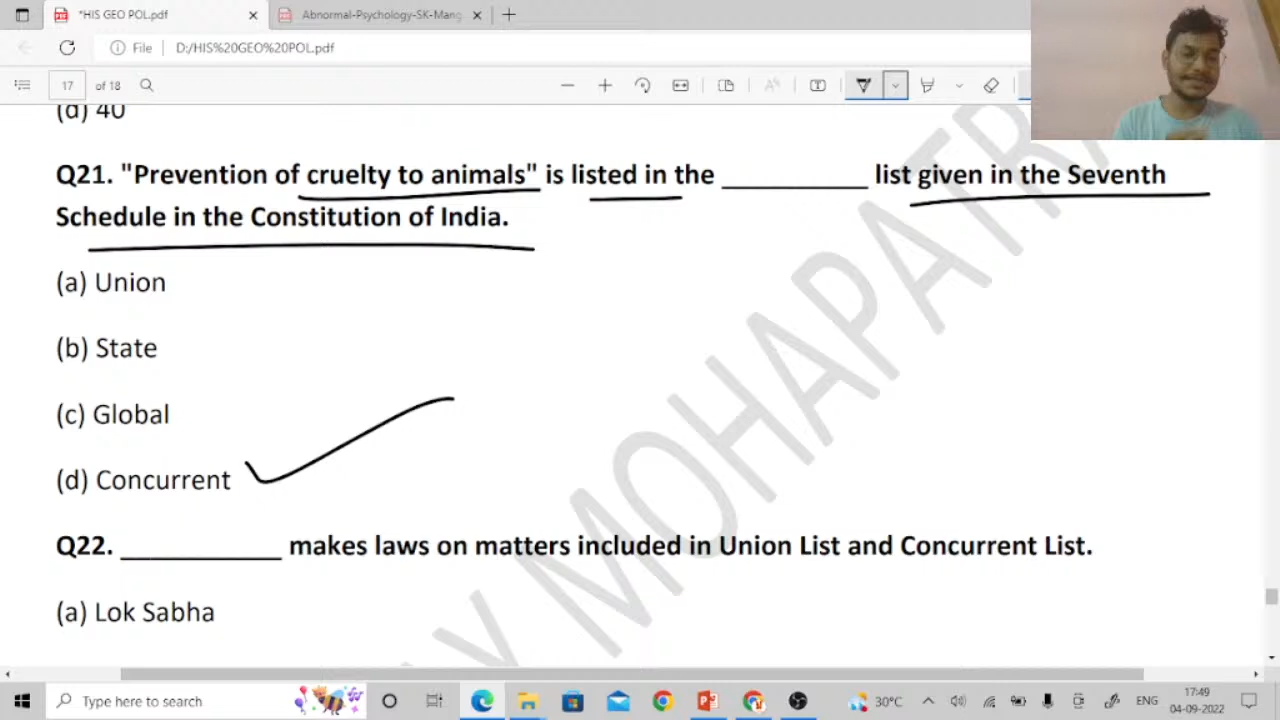 *HIS GEO POL.pdf
Abnormal-Psychology-SK-Mang
File D:/HIS%20GEO%20POL.pdf
17 of 18
(d) 40
Q21. "Prevention of cruelty to animals" is listed in the __________ list given in the Seventh
Schedule in the Constitution of India.
(a) Union
(b) State
(c) Global
(d) Concurrent
Q22. ___________ makes laws on matters included in Union List and Concurrent List.
(a) Lok Sabha
Y MOHAPATRA
Type here to search
30°C
ENG
17:49
04-09-2022